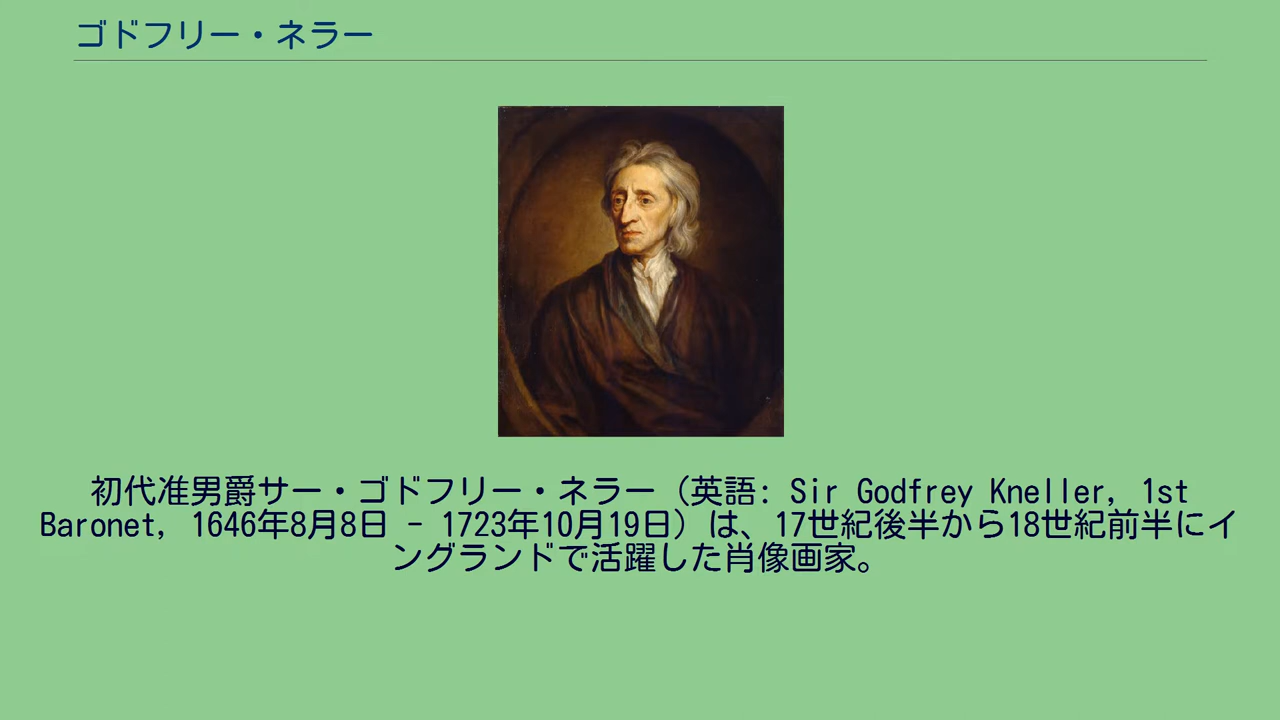 ゴドフリー・ネラー
初代准男爵サー・ゴドフリー・ネラー（英語: Sir Godfrey Kneller, 1st
Baronet, 1646年8月8日 - 1723年10月19日）は、17世紀後半から18世紀前半にイ
ングランドで活躍した肖像画家。